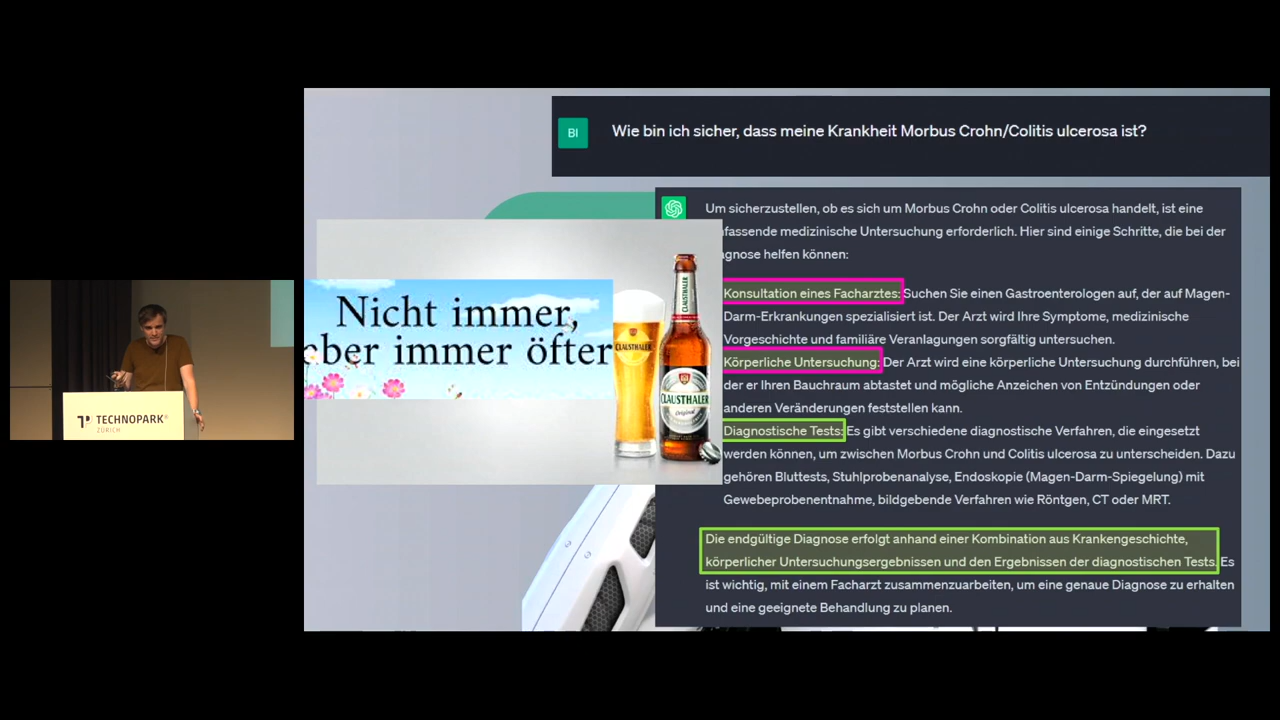 BI
Wie bin ich sicher, dass meine Krankheit Morbus Crohn/Colitis ulcerosa ist?
Um sicherzustellen, ob es sich um Morbus Crohn oder Colitis ulcerosa handelt, ist eine
mfassende medizinische Untersuchung erforderlich. Hier sind einige Schritte, die bei der
agnose helfen können:
Konsultation eines Facharztes: Suchen Sie einen Gastroenterologen auf, der auf Magen-
Darm-Erkrankungen spezialisiert ist. Der Arzt wird Ihre Symptome, medizinische
Vorgeschichte und familiäre Veranlagungen sorgfältig untersuchen.
Körperliche Untersuchung: Der Arzt wird eine körperliche Untersuchung durchführen, bei
der er Ihren Bauchraum abtastet und mögliche Anzeichen von Entzündungen oder
anderen Veränderungen feststellen kann.
Diagnostische Tests: Es gibt verschiedene diagnostische Verfahren, die eingesetzt
werden können, um zwischen Morbus Crohn und Colitis ulcerosa zu unterscheiden. Dazu
gehören Bluttests, Stuhlprobenanalyse, Endoskopie (Magen-Darm-Spiegelung) mit
Gewebeprobenentnahme, bildgebende Verfahren wie Röntgen, CT oder MRT.
Die endgültige Diagnose erfolgt anhand einer Kombination aus Krankengeschichte,
körperlicher Untersuchungsergebnissen und den Ergebnissen der diagnostischen Tests. Es
ist wichtig, mit einem Facharzt zusammenzuarbeiten, um eine genaue Diagnose zu erhalten
und eine geeignete Behandlung zu planen.
Nicht immer,
aber immer öfter
CLAUSTHALER
CLAUSTHALER
CLAUSTHALER
Original
TECHNOPARK®
ZÜRICH